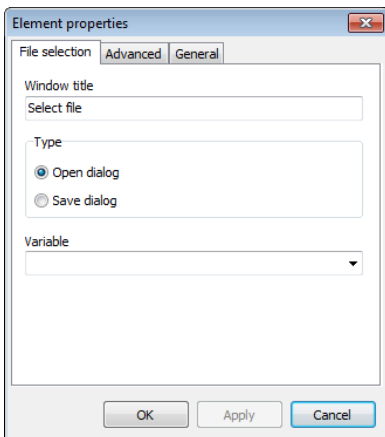 Element properties
File selection Advanced General
Window title
Select file
Type
Open dialog
Save dialog
Variable
OK Apply Cancel